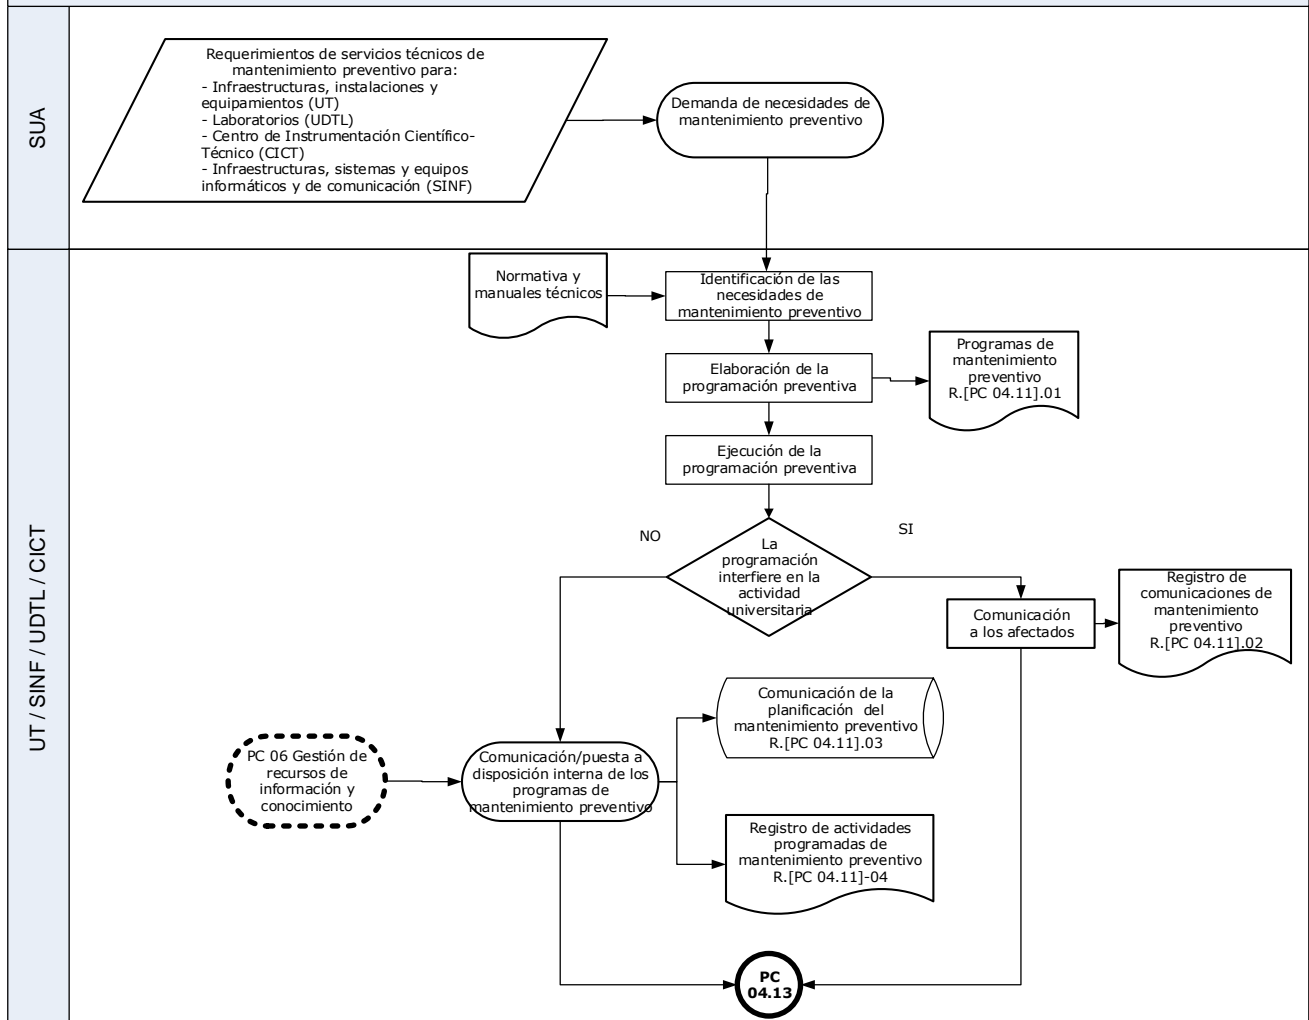 SUA
Requerimientos de servicios técnicos de
mantenimiento preventivo para:
- Infraestructuras, instalaciones y
equipamientos (UT)
- Laboratorios (UDTL)
- Centro de Instrumentación Científico-
Técnico (CICT)
- Infraestructuras, sistemas y equipos
informáticos y de comunicación (SINF)
Demanda de necesidades de
mantenimiento preventivo
UT / SINF / UDTL / CICT
Normativa y
manuales técnicos
Identificación de las
necesidades de
mantenimiento preventivo
Elaboración de la
programación preventiva
Programas de
mantenimiento
preventivo
R.[PC 04.11].01
Ejecución de la
programación preventiva
NO
SI
La
programación
interfiere en la
actividad
universitaria
Comunicación
a los afectados
Registro de
comunicaciones de
mantenimiento
preventivo
R.[PC 04.11].02
Comunicación de la
planificación del
mantenimiento preventivo
R.[PC 04.11].03
PC 06 Gestión de
recursos de
información y
conocimiento
Comunicación/puesta a
disposición interna de los
programas de
mantenimiento preventivo
Registro de actividades
programadas de
mantenimiento preventivo
R.[PC 04.11]-04
PC
04.13